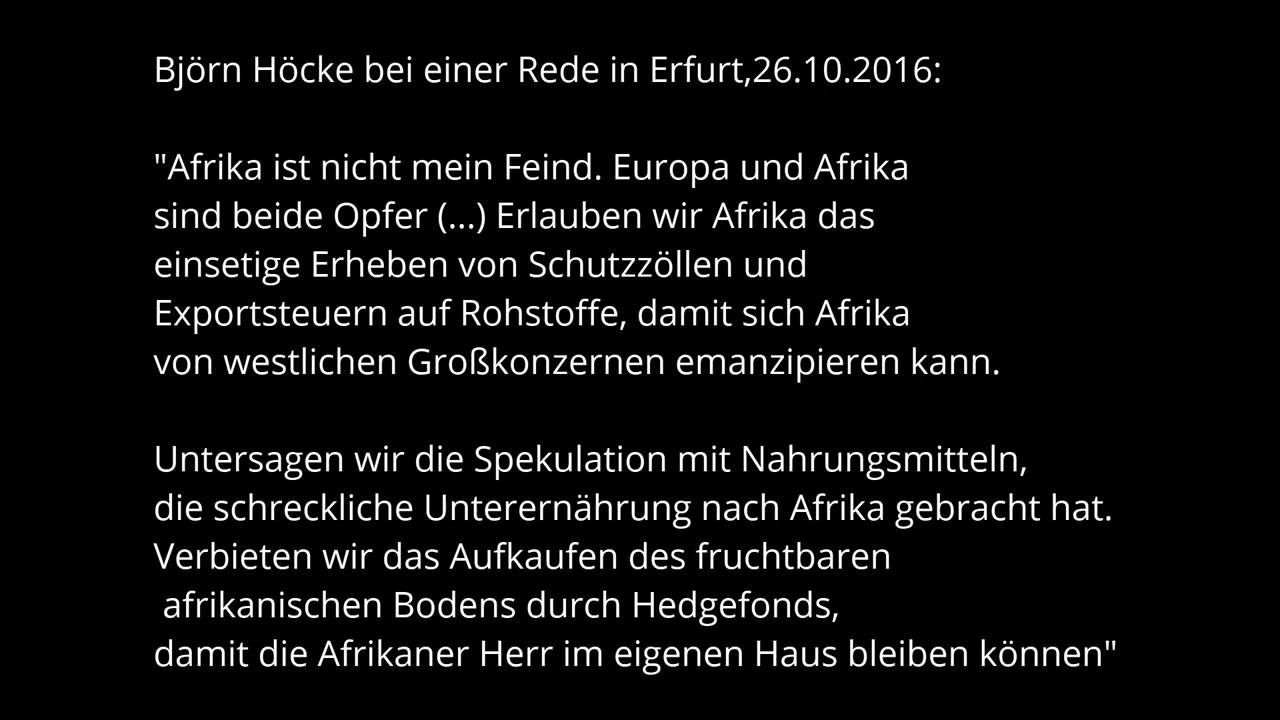 Björn Höcke bei einer Rede in Erfurt,26.10.2016:
"Afrika ist nicht mein Feind. Europa und Afrika
sind beide Opfer (...) Erlauben wir Afrika das
einsetige Erheben von Schutzzöllen und
Exportsteuern auf Rohstoffe, damit sich Afrika
von westlichen Großkonzernen emanzipieren kann.
Untersagen wir die Spekulation mit Nahrungsmitteln,
die schreckliche Unterernährung nach Afrika gebracht hat.
Verbieten wir das Aufkaufen des fruchtbaren
afrikanischen Bodens durch Hedgefonds,
damit die Afrikaner Herr im eigenen Haus bleiben können"